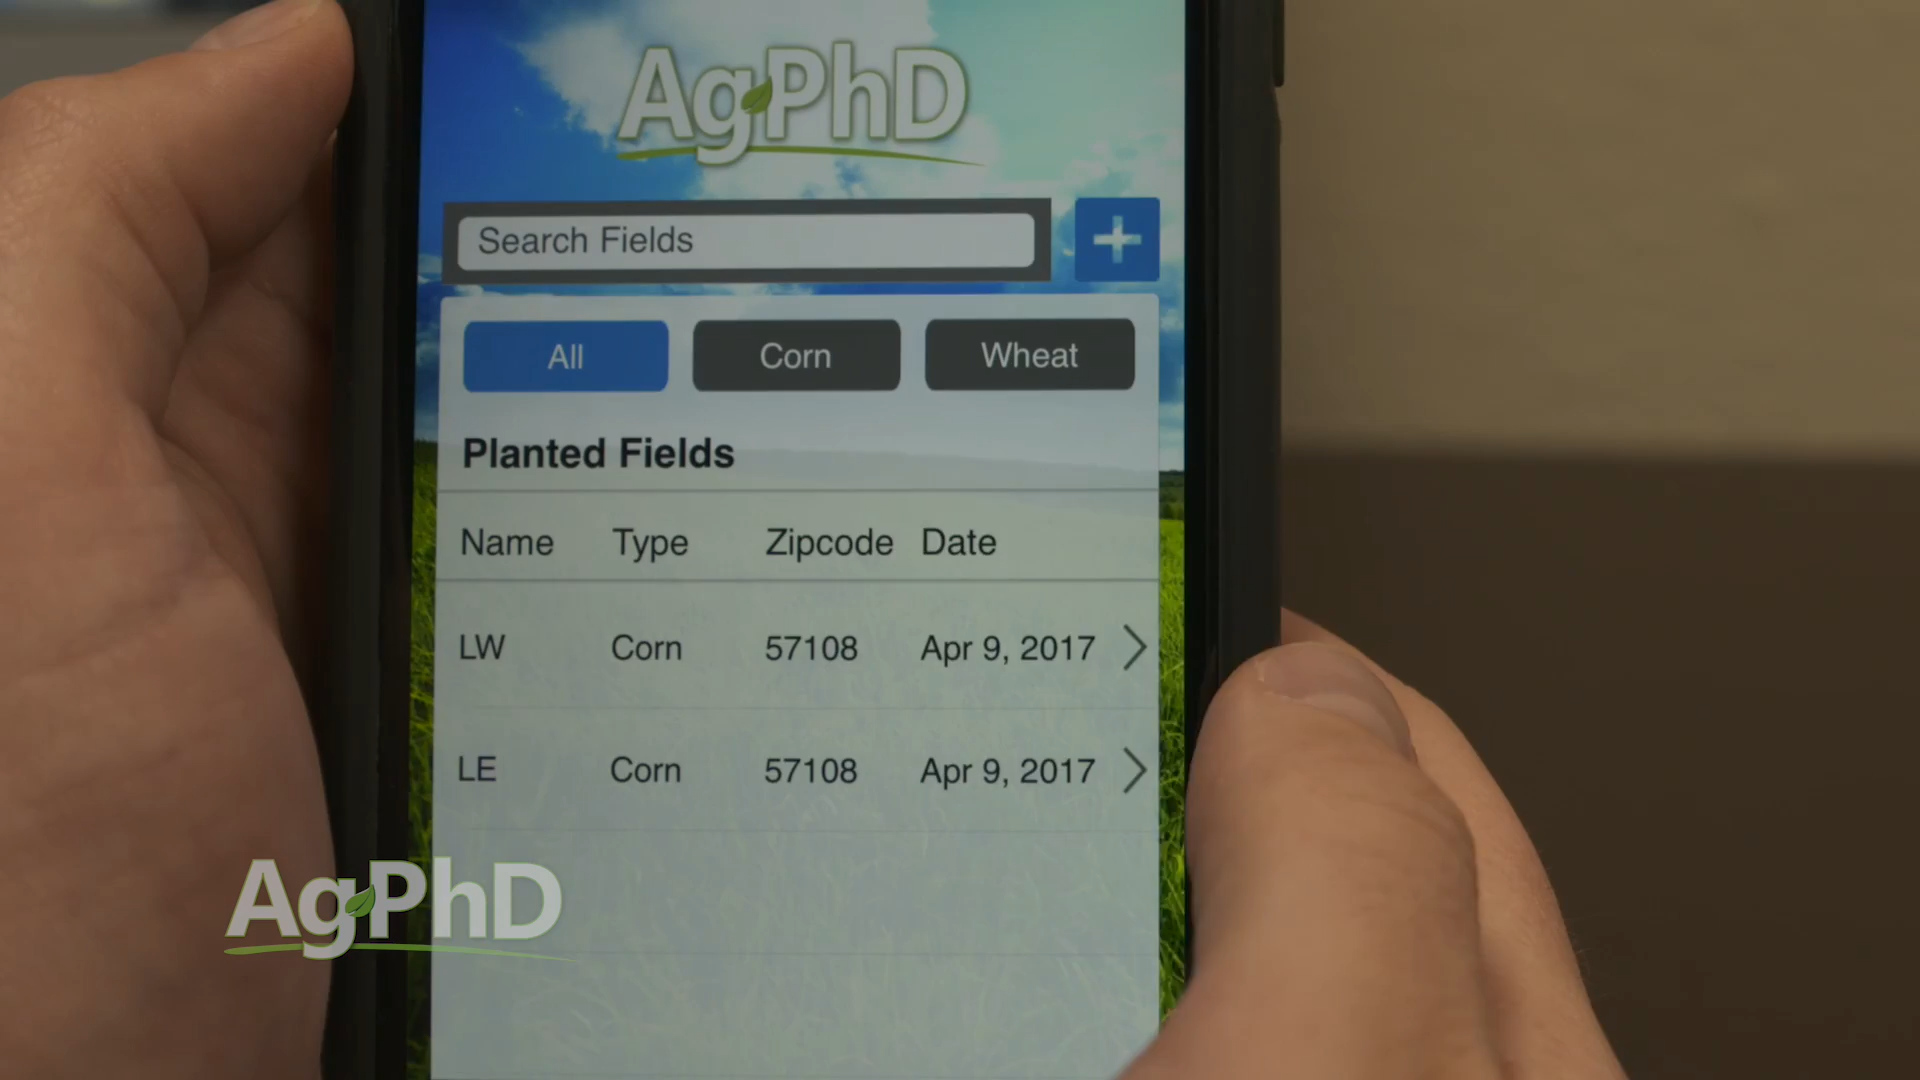 AgPhD
Search Fields +
All Corn Wheat
Planted Fields
Name Type Zipcode Date
LW Corn 57108 Apr 9, 2017 >
LE Corn 57108 Apr 9, 2017 >
AgPhD